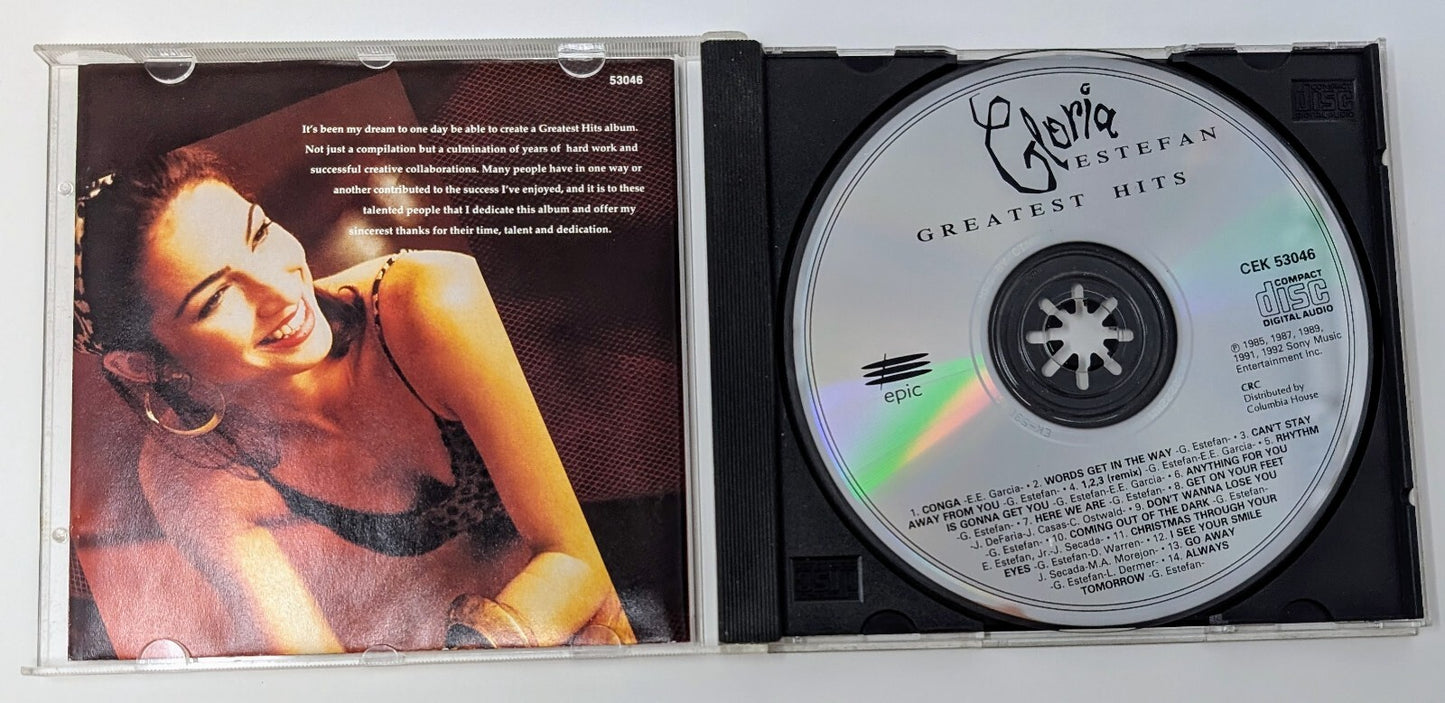 53046
It's been my dream to one day be able to create a Greatest Hits album.
Not just a compilation but a culmination of years of hard work and
successful creative collaborations. Many people have in one way or
another contributed to the success I've enjoyed, and it is to these
talented people that I dedicate this album and offer my
sincerest thanks for their time, talent and dedication.
Gloria
ESTEFAN
GREATEST HITS
CEK 53046
COMPACT
disc
DIGITAL AUDIO
℗ 1985, 1987, 1989,
1991, 1992 Sony Music
Entertainment Inc.
CRC
Distributed by
Columbia House
epic
1. CONGA -E.E. Garcia- • 2. WORDS GET IN THE WAY -G. Estefan- • 3. CAN'T STAY
AWAY FROM YOU -G. Estefan- • 4. 1,2,3 (remix) -G. Estefan-E.E. Garcia- • 5. RHYTHM
IS GONNA GET YOU -G. Estefan-E.E. Garcia- • 6. ANYTHING FOR YOU
-G. Estefan- • 7. HERE WE ARE -G. Estefan- • 8. GET ON YOUR FEET
-J. DeFaria-J. Casas-C. Ostwald- • 9. DON'T WANNA LOSE YOU
-G. Estefan- • 10. COMING OUT OF THE DARK -G. Estefan-
E. Estefan, Jr.-J. Secada- • 11. CHRISTMAS THROUGH YOUR
EYES -G. Estefan-D. Warren- • 12. I SEE YOUR SMILE
J. Secada-M.A. Morejon- • 13. GO AWAY
-G. Estefan-L. Dermer- • 14. ALWAYS
TOMORROW -G. Estefan-
COMPACT
disc
DIGITAL AUDIO